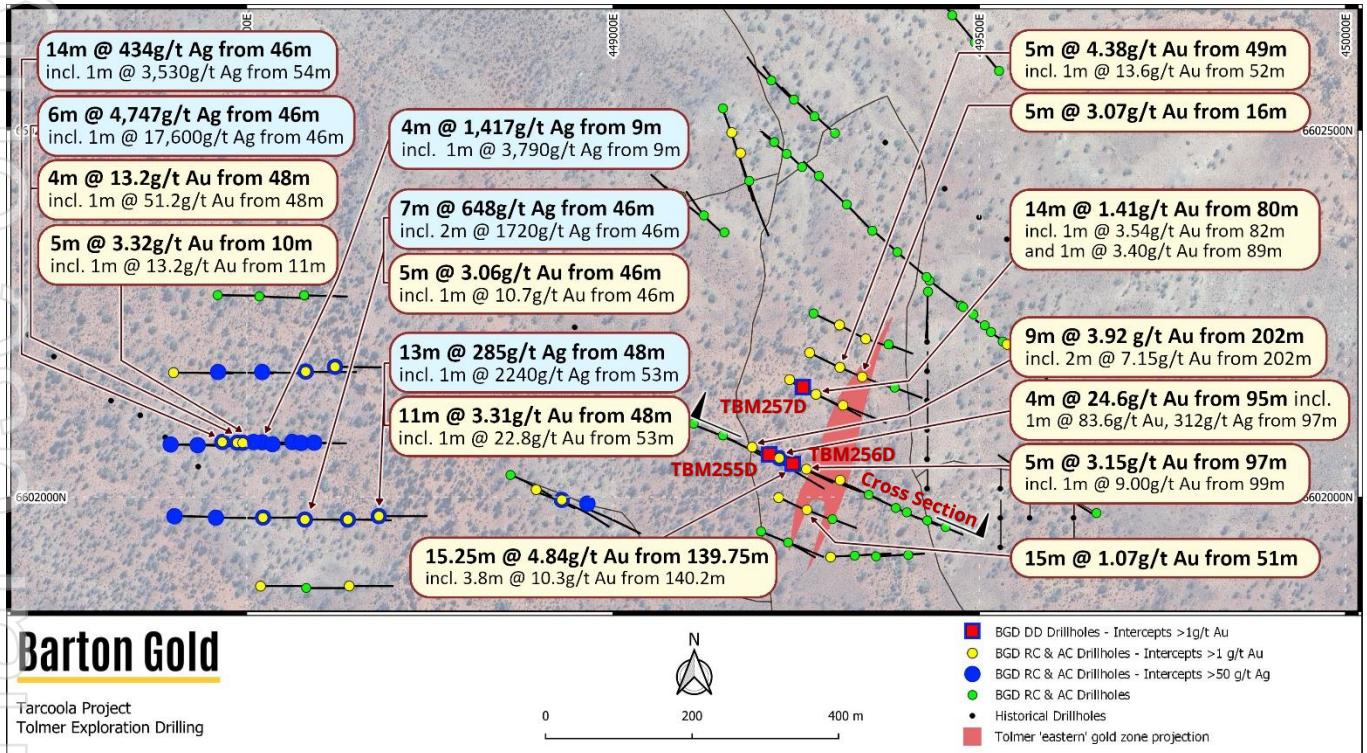 449000E
49500E
450000E
6602500N
6602000N
6602000N
14m @ 434g/t Ag from 46m
incl. 1m @ 3,530g/t Ag from 54m
6m @ 4,747g/t Ag from 46m
incl. 1m @ 17,600g/t Ag from 46m
4m @ 13.2g/t Au from 48m
incl. 1m @ 51.2g/t Au from 48m
5m @ 3.32g/t Au from 10m
incl. 1m @ 13.2g/t Au from 11m
4m @ 1,417g/t Ag from 9m
incl. 1m @ 3,790g/t Ag from 9m
7m @ 648g/t Ag from 46m
incl. 2m @ 1720g/t Ag from 46m
5m @ 3.06g/t Au from 46m
incl. 1m @ 10.7g/t Au from 46m
13m @ 285g/t Ag from 48m
incl. 1m @ 2240g/t Ag from 53m
11m @ 3.31g/t Au from 48m
incl. 1m @ 22.8g/t Au from 53m
15.25m @ 4.84g/t Au from 139.75m
incl. 3.8m @ 10.3g/t Au from 140.2m
5m @ 4.38g/t Au from 49m
incl. 1m @ 13.6g/t Au from 52m
5m @ 3.07g/t Au from 16m
14m @ 1.41g/t Au from 80m
incl. 1m @ 3.54g/t Au from 82m
and 1m @ 3.40g/t Au from 89m
9m @ 3.92 g/t Au from 202m
incl. 2m @ 7.15g/t Au from 202m
4m @ 24.6g/t Au from 95m incl.
1m @ 83.6g/t Au, 312g/t Ag from 97m
5m @ 3.15g/t Au from 97m
incl. 1m @ 9.00g/t Au from 99m
15m @ 1.07g/t Au from 51m
TBM257D
TBM255D
TBM256D
Cross Section
Barton Gold
Tarcoola Project
Tolmer Exploration Drilling
N
0 200 400 m
BGD DD Drillholes - Intercepts >1g/t Au
BGD RC & AC Drillholes - Intercepts >1 g/t Au
BGD RC & AC Drillholes - Intercepts >50 g/t Ag
BGD RC & AC Drillholes
Historical Drillholes
Tolmer 'eastern' gold zone projection